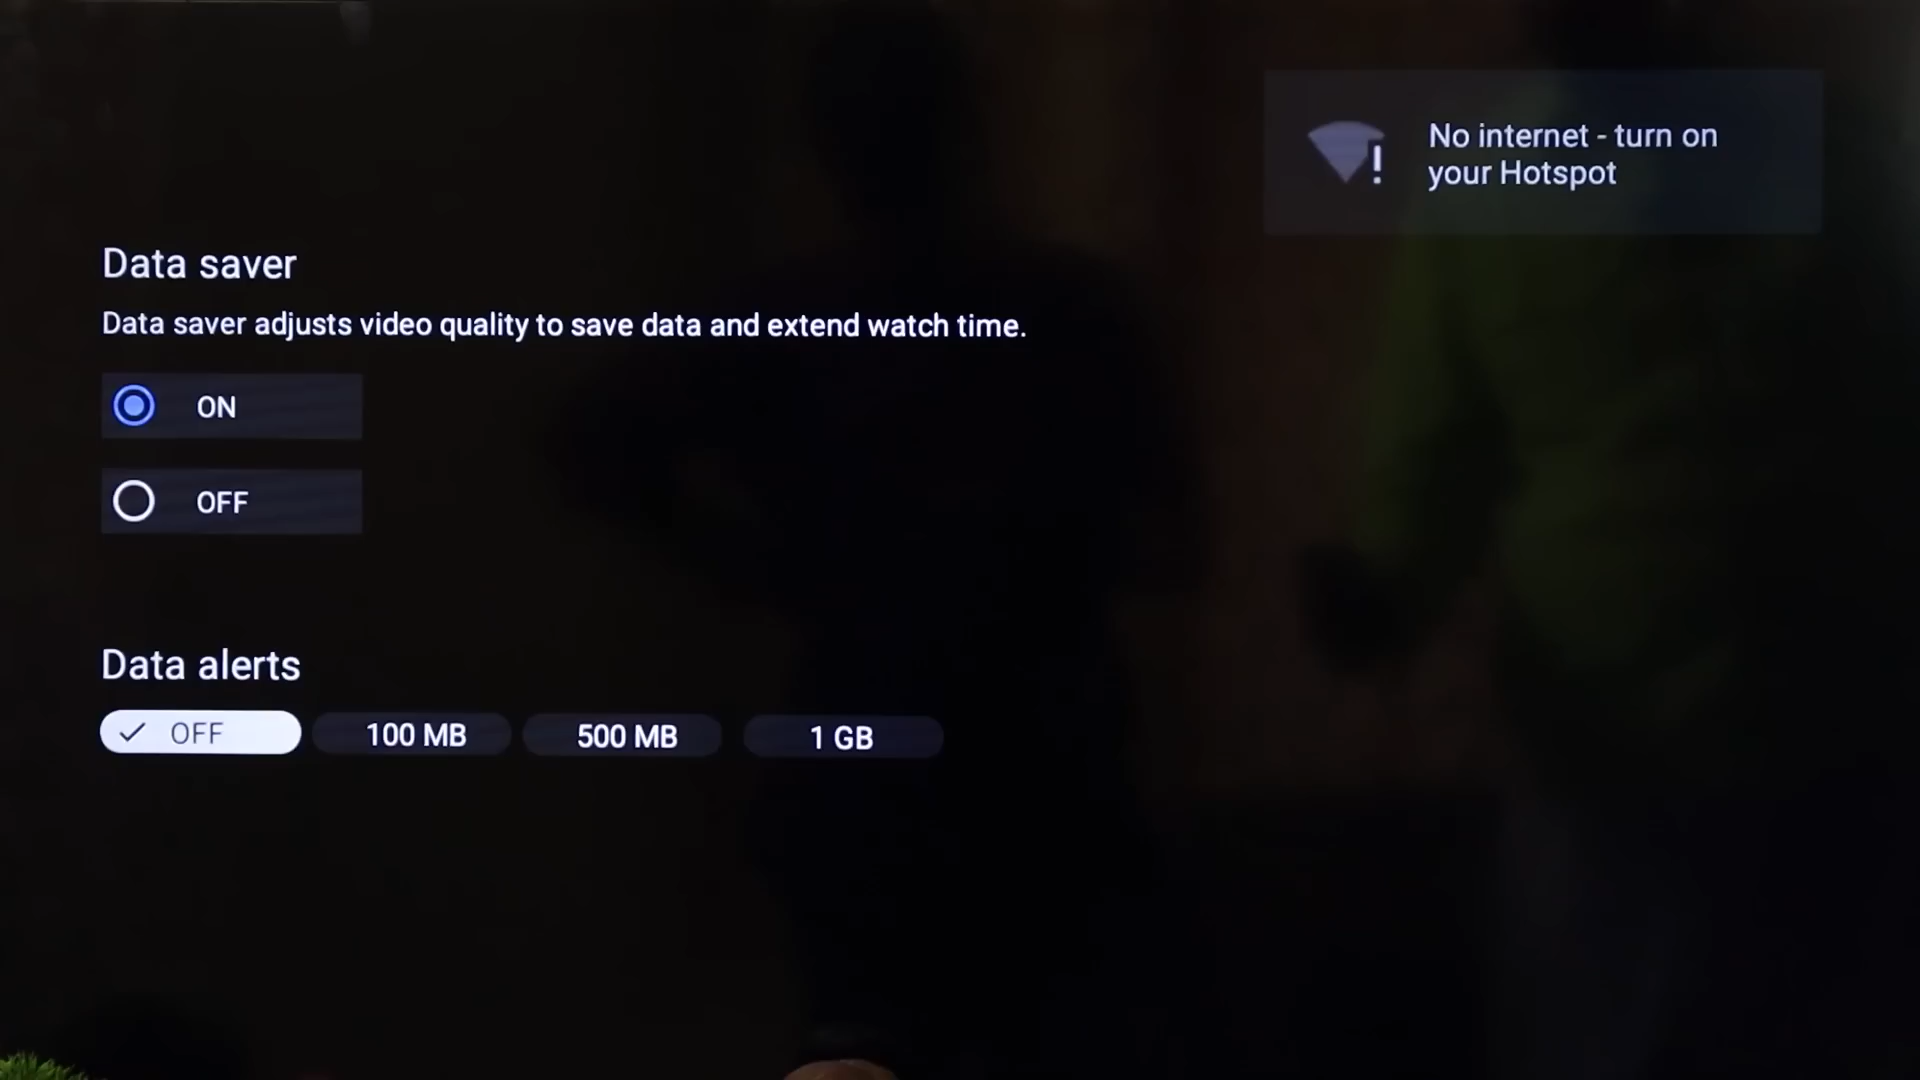 No internet - turn on
your Hotspot
Data saver
Data saver adjusts video quality to save data and extend watch time.
ON
OFF
Data alerts
OFF
100 MB
500 MB
1 GB